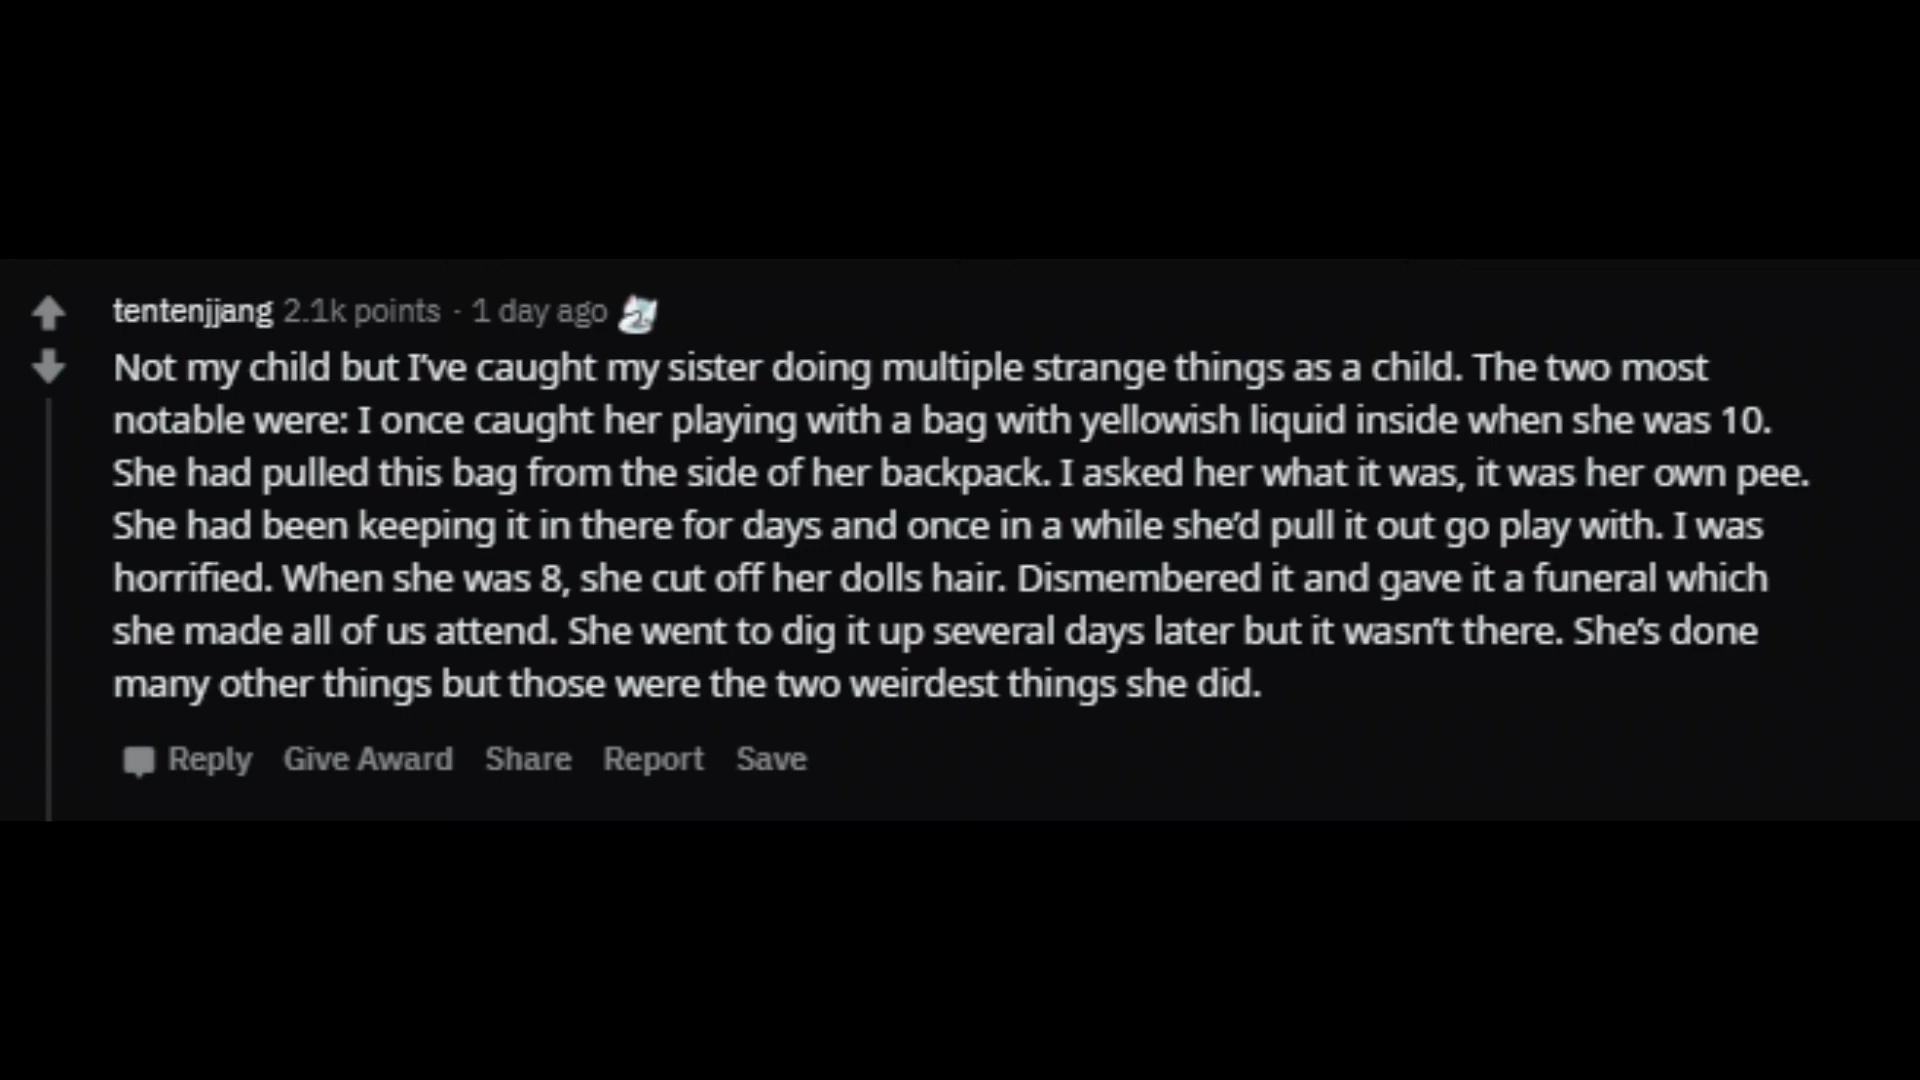 tentenjjang 2.1k points · 1 day ago
Not my child but I've caught my sister doing multiple strange things as a child. The two most
notable were: I once caught her playing with a bag with yellowish liquid inside when she was 10.
She had pulled this bag from the side of her backpack. I asked her what it was, it was her own pee.
She had been keeping it in there for days and once in a while she'd pull it out go play with. I was
horrified. When she was 8, she cut off her dolls hair. Dismembered it and gave it a funeral which
she made all of us attend. She went to dig it up several days later but it wasn't there. She's done
many other things but those were the two weirdest things she did.
Reply Give Award Share Report Save